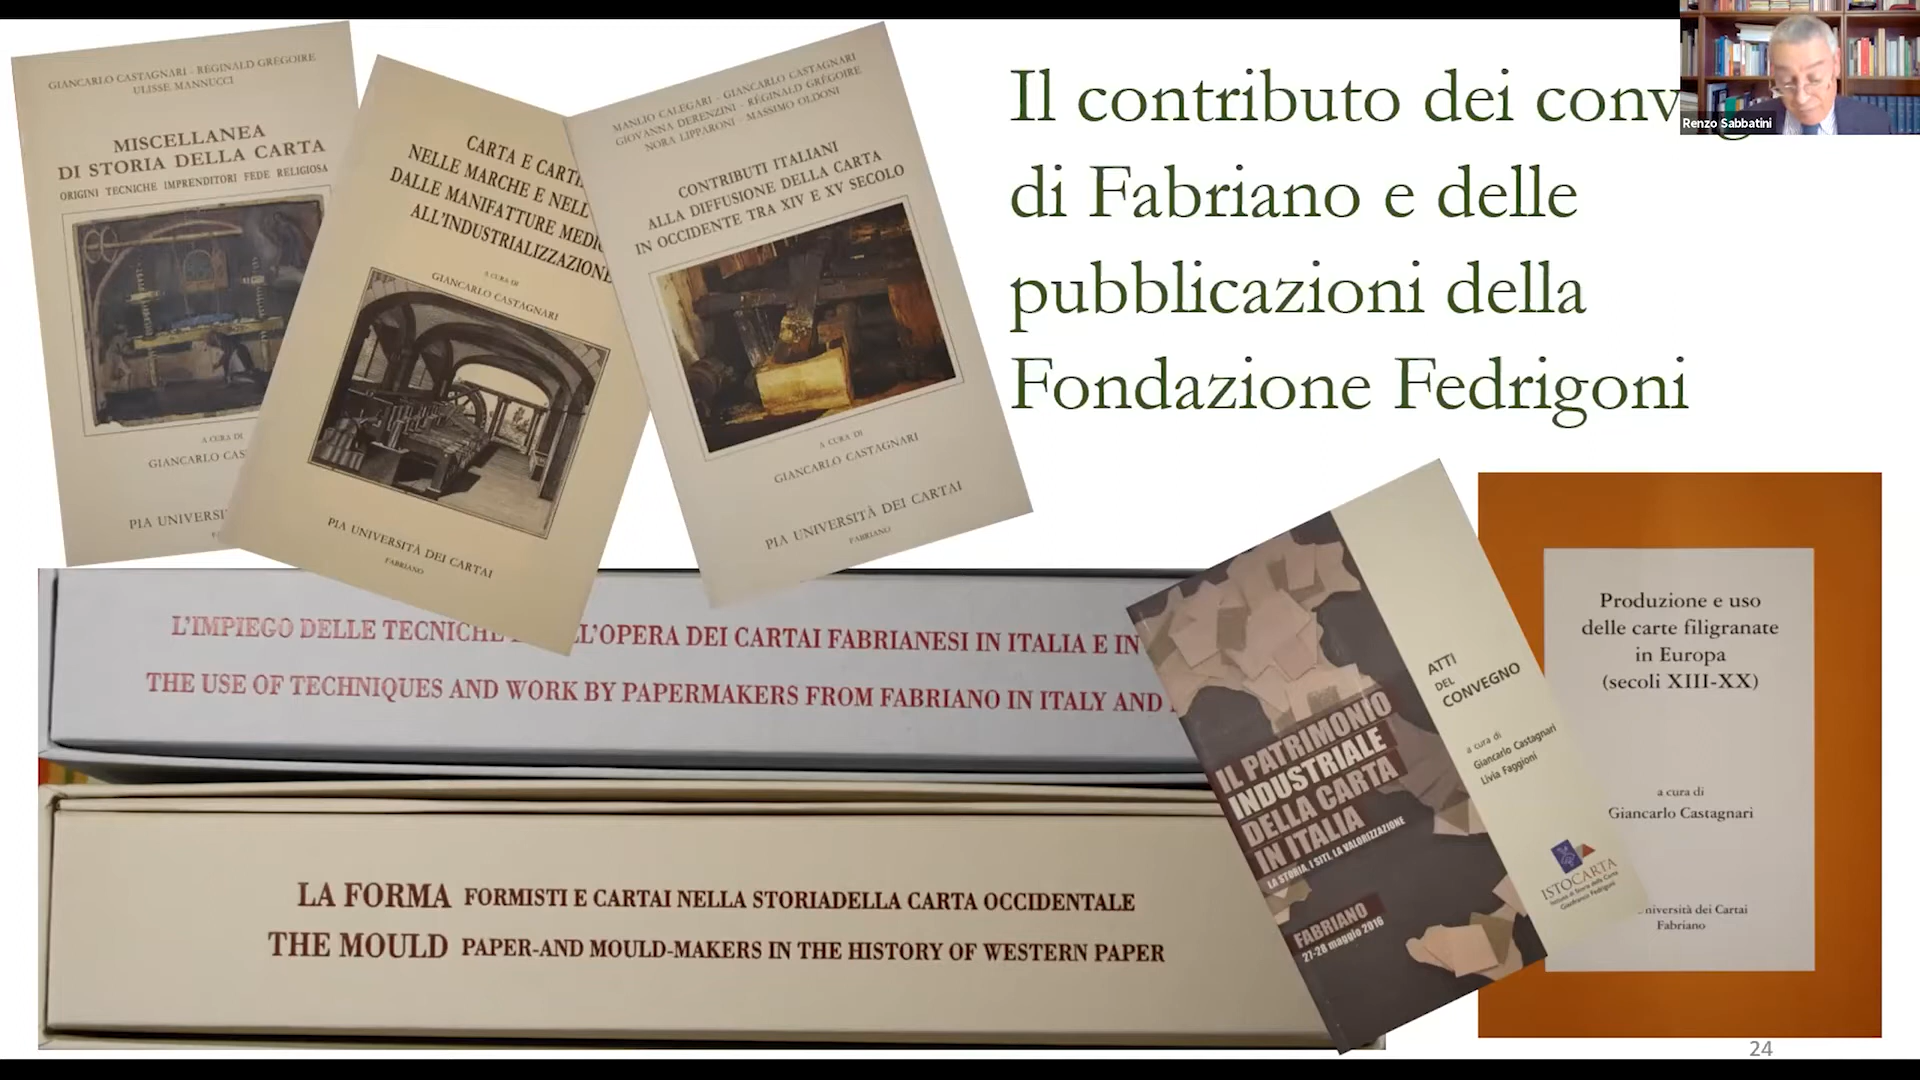 Il contributo dei conv
di Fabriano e delle
pubblicazioni della
Fondazione Fedrigoni
Renzo Sabbatini
GIANCARLO CASTAGNARI - RÉGINALD GRÉGOIRE
ULISSE MANNUCCI
MISCELLANEA
DI STORIA DELLA CARTA
ORIGINI TECNICHE IMPRENDITORI FEDE RELIGIOSA
A CURA DI
GIANCARLO CAS
PIA UNIVERSI
CARTA E CARTI
NELLE MARCHE E NELL'
DALLE MANIFATTURE MEDI
ALL'INDUSTRIALIZZAZIONE
A CURA DI
GIANCARLO CASTAGNARI
PIA UNIVERSITÀ DEI CARTAI
FABRIANO
MANLIO CALEGARI - GIANCARLO CASTAGNARI
GIOVANNA DERENZINI - RÉGINALD GRÉGOIRE
NORA LIPPARONI - MASSIMO OLDONI
CONTRIBUTI ITALIANI
ALLA DIFFUSIONE DELLA CARTA
IN OCCIDENTE TRA XIV E XV SECOLO
A CURA DI
GIANCARLO CASTAGNARI
PIA UNIVERSITÀ DEI CARTAI
FABRIANO
L'IMPIEGO DELLE TECNICHE LL'OPERA DEI CARTAI FABRIANESI IN ITALIA E IN
THE USE OF TECHNIQUES AND WORK BY PAPERMAKERS FROM FABRIANO IN ITALY AND
LA FORMA FORMISTI E CARTAI NELLA STORIADELLA CARTA OCCIDENTALE
THE MOULD PAPER-AND MOULD-MAKERS IN THE HISTORY OF WESTERN PAPER
IL PATRIMONIO
INDUSTRIALE
DELLA CARTA
IN ITALIA
LA STORIA, I SITI, LA VALORIZZAZIONE
FABRIANO
27-28 maggio 2016
ATTI
DEL
CONVEGNO
a cura di
Giancarlo Castagnari
Livia Faggioni
ISTOCARTA
Istituto di Storia della Carta
Gianfranco Fedrigoni
Produzione e uso
delle carte filigranate
in Europa
(secoli XIII-XX)
a cura di
Giancarlo Castagnari
niversità dei Cartai
Fabriano
24